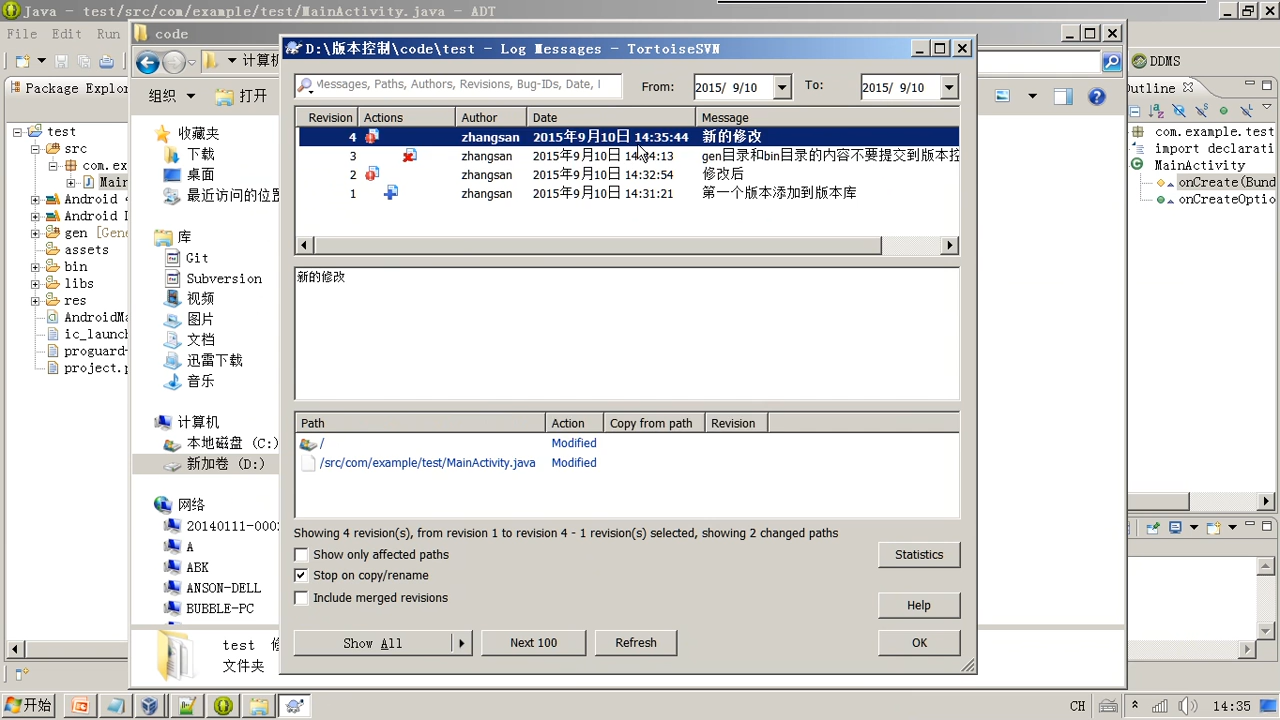 Java - test/src/com/example/test/MainActivity.java - ADT
File Edit Run
code
D:\版本控制\code\test - Log Messages - TortoiseSVN
Messages, Paths, Authors, Revisions, Bug-IDs, Date,
From: 2015/ 9/10 To: 2015/ 9/10
Revision Actions Author Date Message
4 zhangsan 2015年9月10日 14:35:44 新的修改
3 zhangsan 2015年9月10日 14:34:13 gen目录和bin目录的内容不要提交到版本控
2 zhangsan 2015年9月10日 14:32:54 修改后
1 zhangsan 2015年9月10日 14:31:21 第一个版本添加到版本库
新的修改
Path Action Copy from path Revision
/ Modified
/src/com/example/test/MainActivity.java Modified
Showing 4 revision(s), from revision 1 to revision 4 - 1 revision(s) selected, showing 2 changed paths
Show only affected paths
Stop on copy/rename
Include merged revisions
Statistics
Help
Show All
Next 100
Refresh
OK
Package Explor
test
src
com.ex
Main
Android
Android
gen [Gene
assets
bin
libs
res
AndroidMa
ic_launch
proguard-
project.p
计算机
组织
打开
收藏夹
下载
桌面
最近访问的位置
库
Git
Subversion
视频
图片
文档
迅雷下载
音乐
计算机
本地磁盘 (C:)
新加卷 (D:)
网络
20140111-000
A
ABK
ANSON-DELL
BUBBLE-PC
test 修
文件夹
DDMS
Outline
com.example.test
import declarati
MainActivity
onCreate(Bund
onCreateOptio
开始
CH
14:35